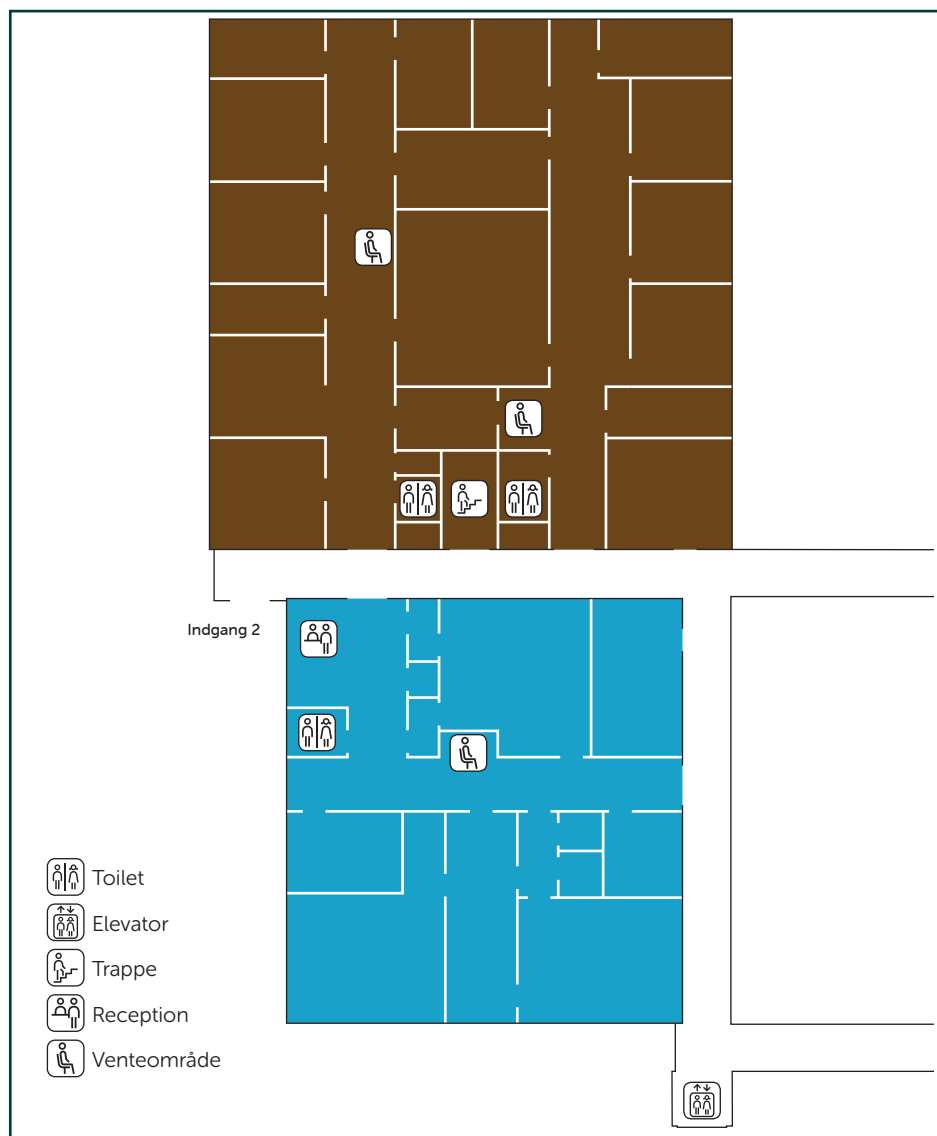 Indgang 2
Toilet
Elevator
Trappe
Reception
Venteområde